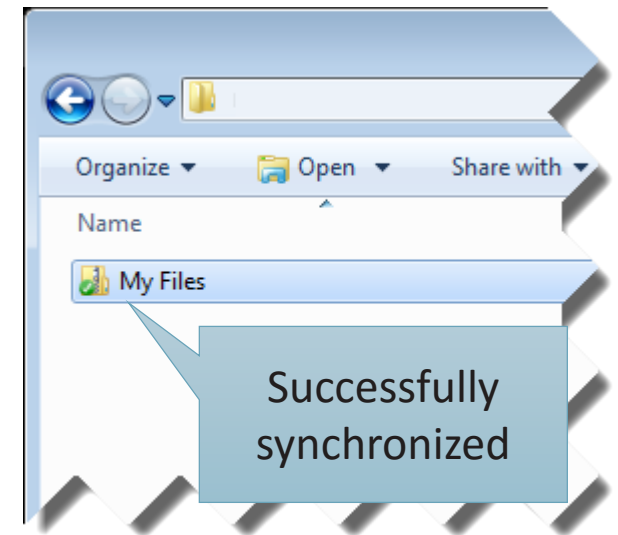 Organize Open Share with
Name
My Files
Successfully
synchronized